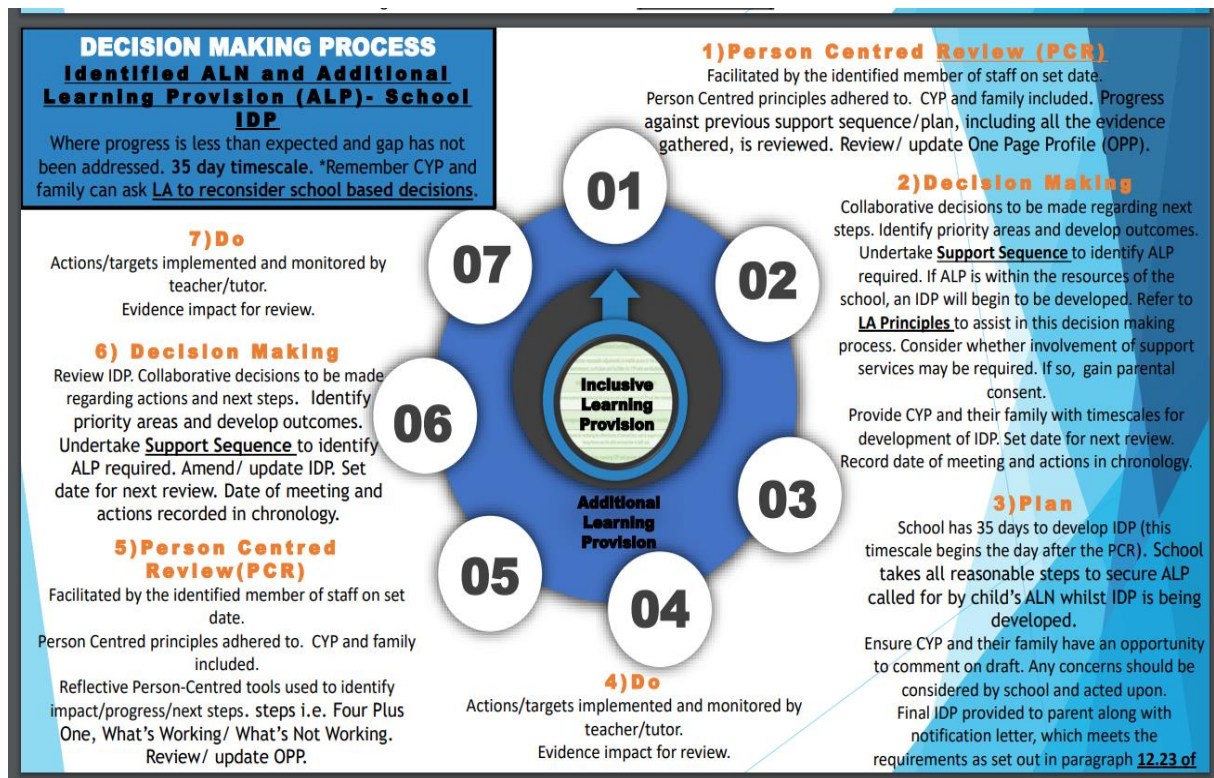 DECISION MAKING PROCESS
Identified ALN and Additional
Learning Provision (ALP)- School
IDP
Where progress is less than expected and gap has not
been addressed. 35 day timescale. *Remember CYP and
family can ask LA to reconsider school based decisions.
1)Person Centred Review (PCR)
Facilitated by the identified member of staff on set date.
Person Centred principles adhered to. CYP and family included. Progress
against previous support sequence/plan, including all the evidence
gathered, is reviewed. Review/ update One Page Profile (OPP).
2)Decision Making
Collaborative decisions to be made regarding next
steps. Identify priority areas and develop outcomes.
Undertake Support Sequence to identify ALP
required. If ALP is within the resources of the
school, an IDP will begin to be developed. Refer to
LA Principles to assist in this decision making
process. Consider whether involvement of support
services may be required. If so, gain parental
consent.
Provide CYP and their family with timescales for
development of IDP. Set date for next review.
Record date of meeting and actions in chronology.
3)Plan
School has 35 days to develop IDP (this
timescale begins the day after the PCR). School
takes all reasonable steps to secure ALP
called for by child's ALN whilst IDP is being
developed.
Ensure CYP and their family have an opportunity
to comment on draft. Any concerns should be
considered by school and acted upon.
Final IDP provided to parent along with
notification letter, which meets the
requirements as set out in paragraph 12.23 of
4)Do
Actions/targets implemented and monitored by
teacher/tutor.
Evidence impact for review.
5)Person Centred
Review(PCR)
Facilitated by the identified member of staff on set
date.
Person Centred principles adhered to. CYP and family
included.
Reflective Person-Centred tools used to identify
impact/progress/next steps. steps i.e. Four Plus
One, What's Working/ What's Not Working.
Review/ update OPP.
6) Decision Making
Review IDP. Collaborative decisions to be made
regarding actions and next steps. Identify
priority areas and develop outcomes.
Undertake Support Sequence to identify
ALP required. Amend/ update IDP. Set
date for next review. Date of meeting and
actions recorded in chronology.
7)Do
Actions/targets implemented and monitored by
teacher/tutor.
Evidence impact for review.
01
02
03
04
05
06
07
Inclusive
Learning
Provision
Additional
Learning
Provision